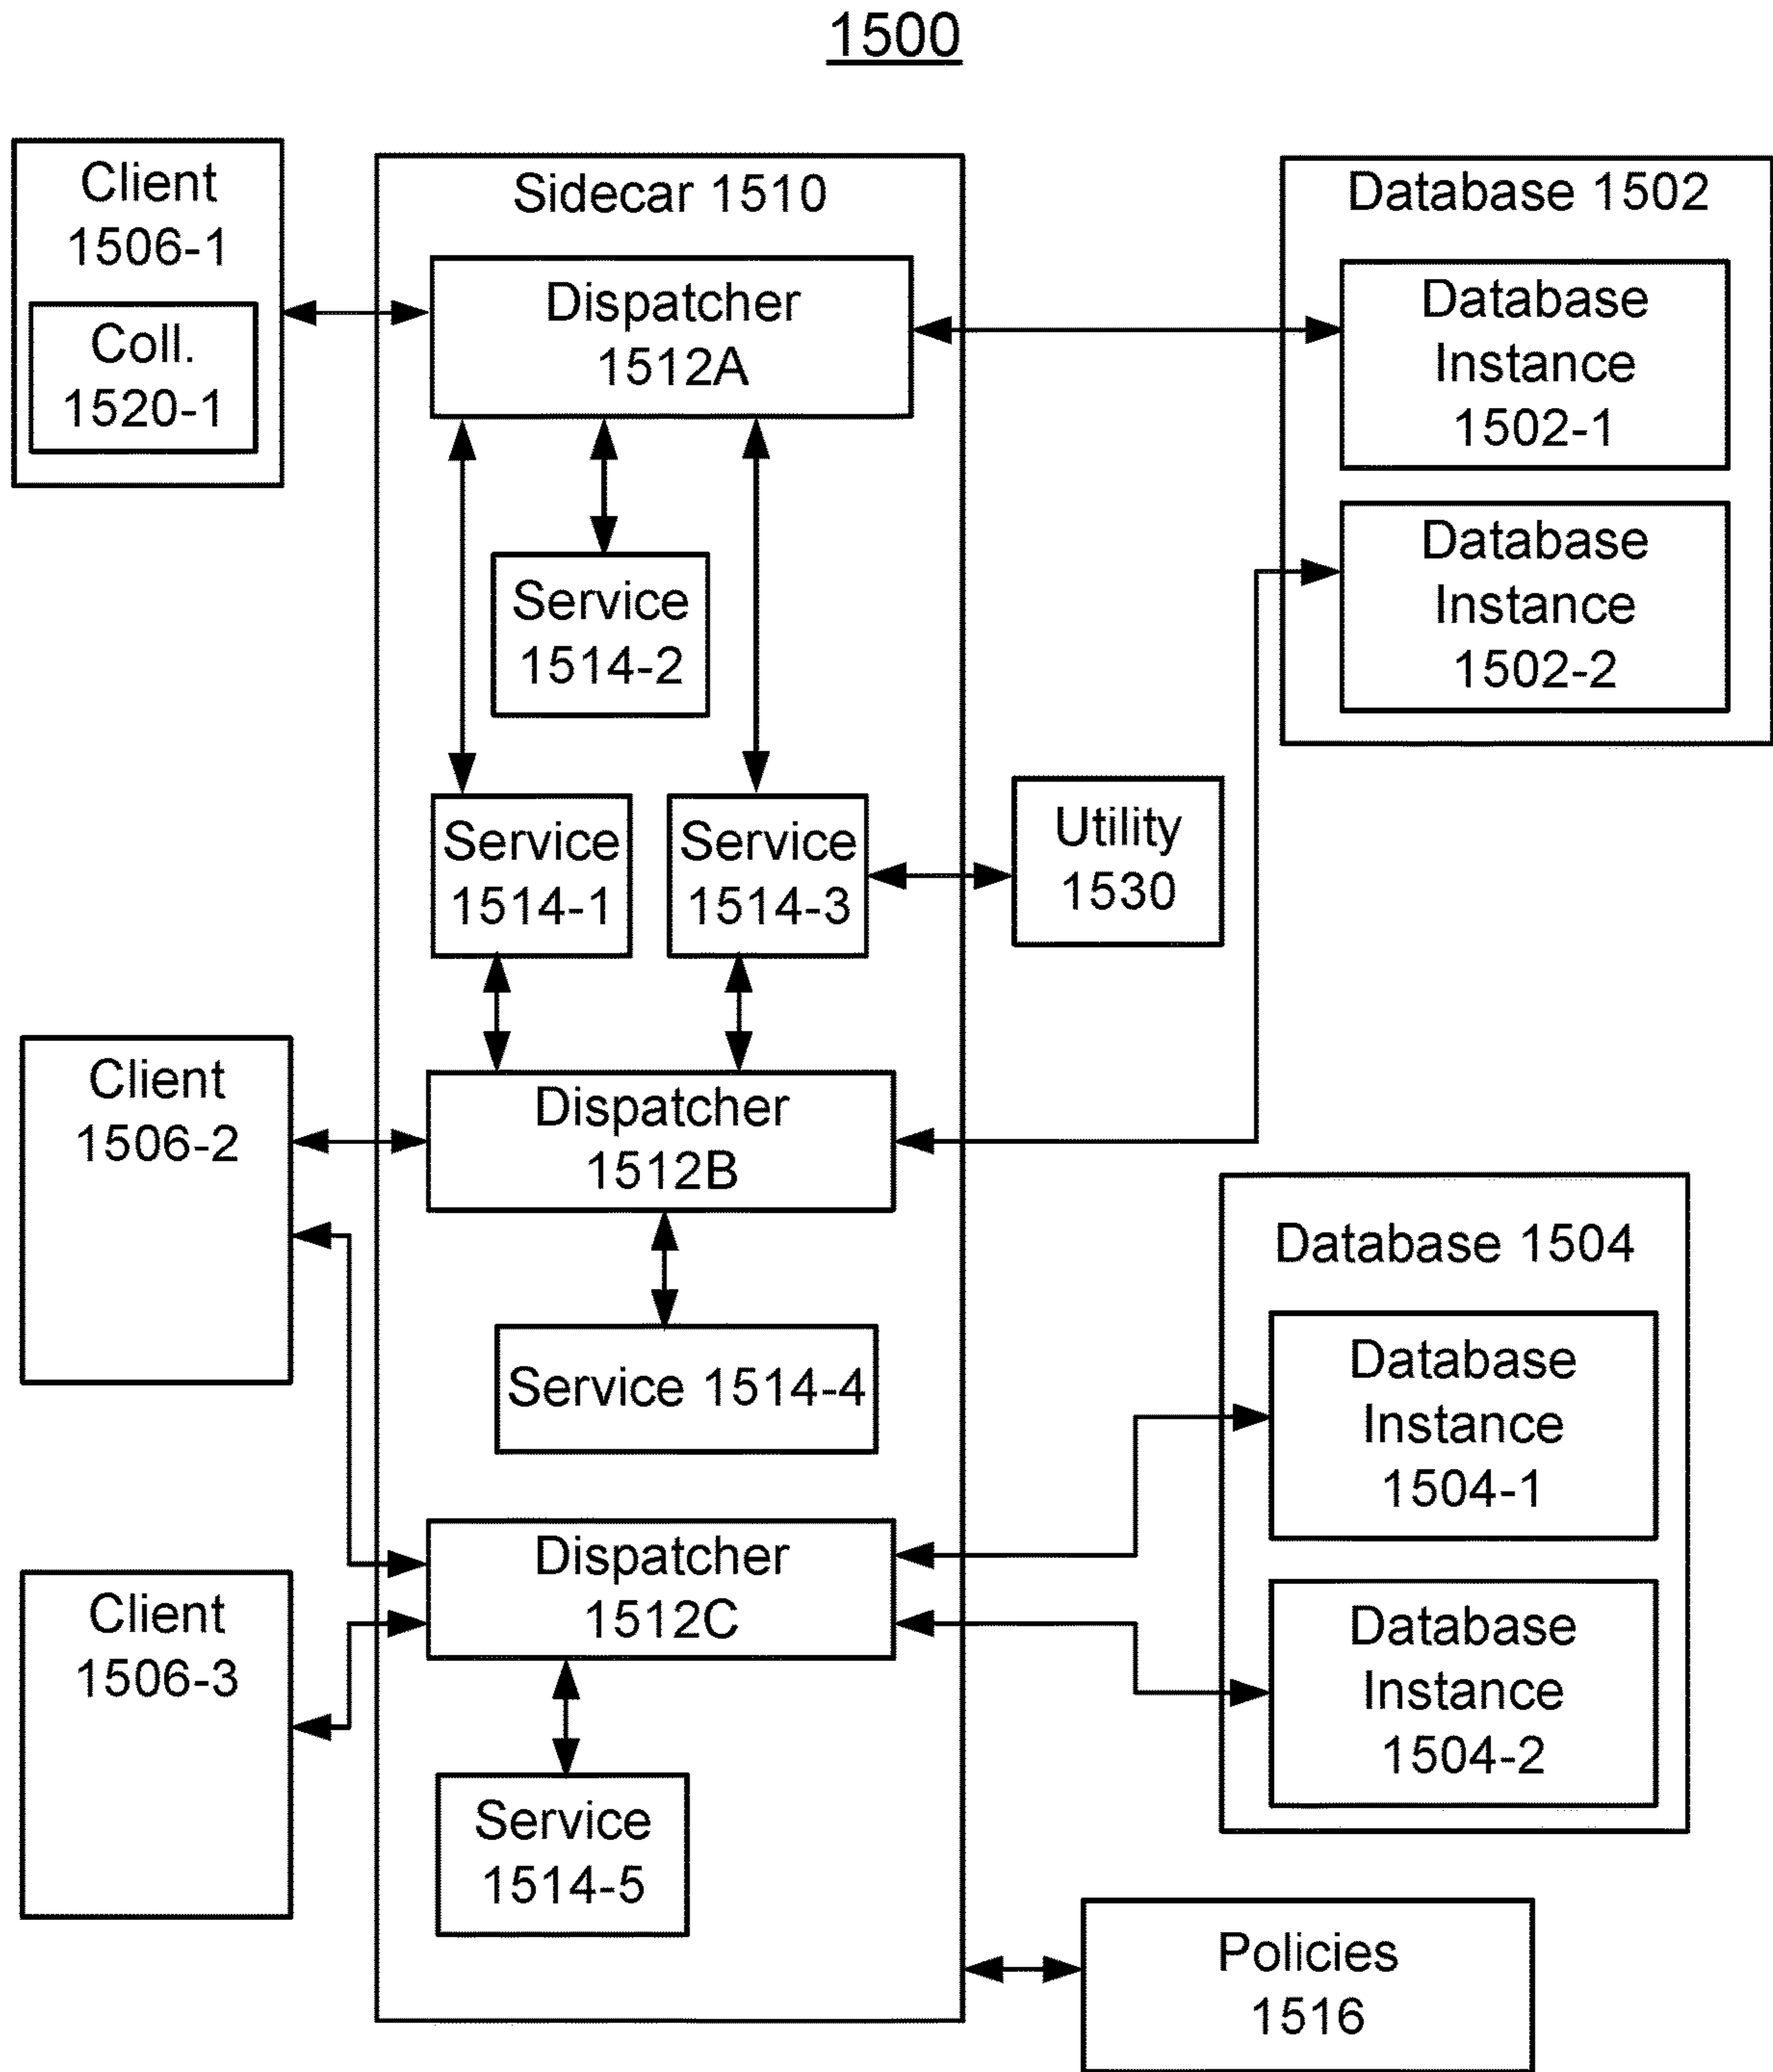 1500
Client
1506-1
Coll.
1520-1
Sidecar 1510
Dispatcher
1512A
Database 1502
Database
Instance
1502-1
Database
Instance
1502-2
Service
1514-2
Service
1514-1
Service
1514-3
Utility
1530
Client
1506-2
Dispatcher
1512B
Service 1514-4
Database 1504
Database
Instance
1504-1
Database
Instance
1504-2
Client
1506-3
Dispatcher
1512C
Service
1514-5
Policies
1516